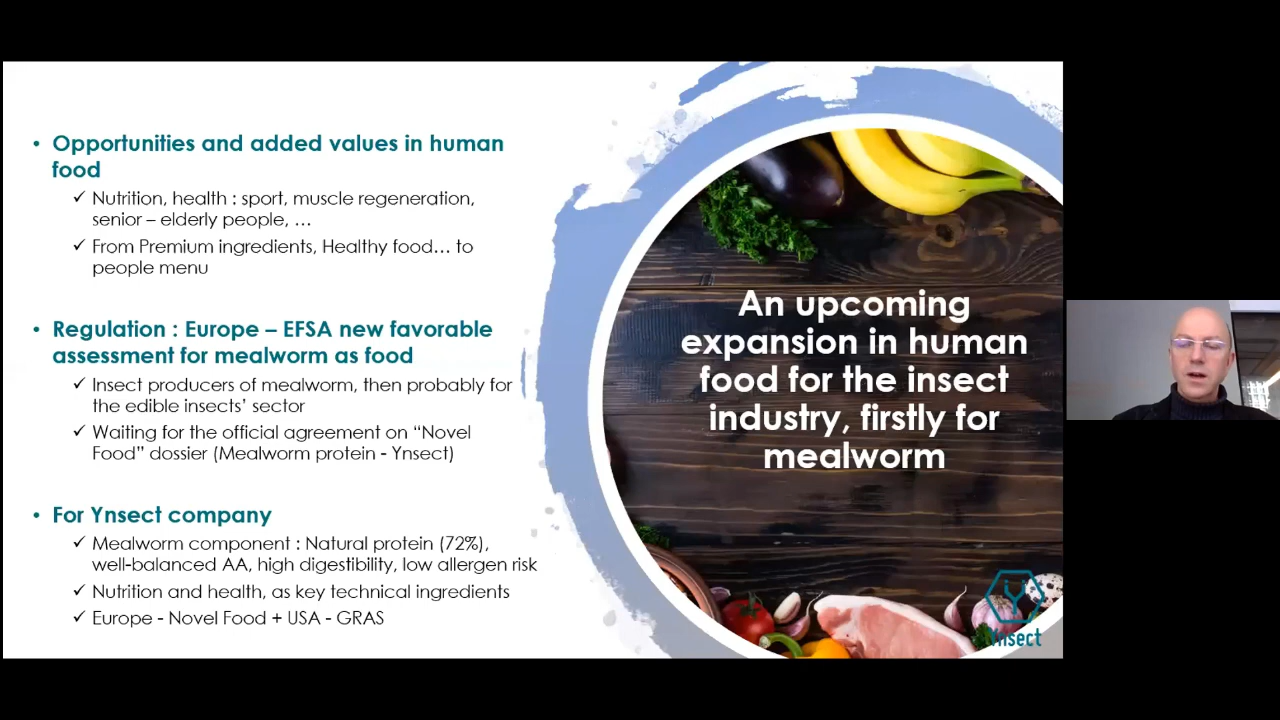 • Opportunities and added values in human
food
✓ Nutrition, health : sport, muscle regeneration,
senior – elderly people, …
✓ From Premium ingredients, Healthy food… to
people menu
• Regulation : Europe – EFSA new favorable
assessment for mealworm as food
✓ Insect producers of mealworm, then probably for
the edible insects’ sector
✓ Waiting for the official agreement on “Novel
Food” dossier (Mealworm protein - Ynsect)
• For Ynsect company
✓ Mealworm component : Natural protein (72%),
well-balanced AA, high digestibility, low allergen risk
✓ Nutrition and health, as key technical ingredients
✓ Europe - Novel Food + USA - GRAS
An upcoming
expansion in human
food for the insect
industry, firstly for
mealworm
Ynsect